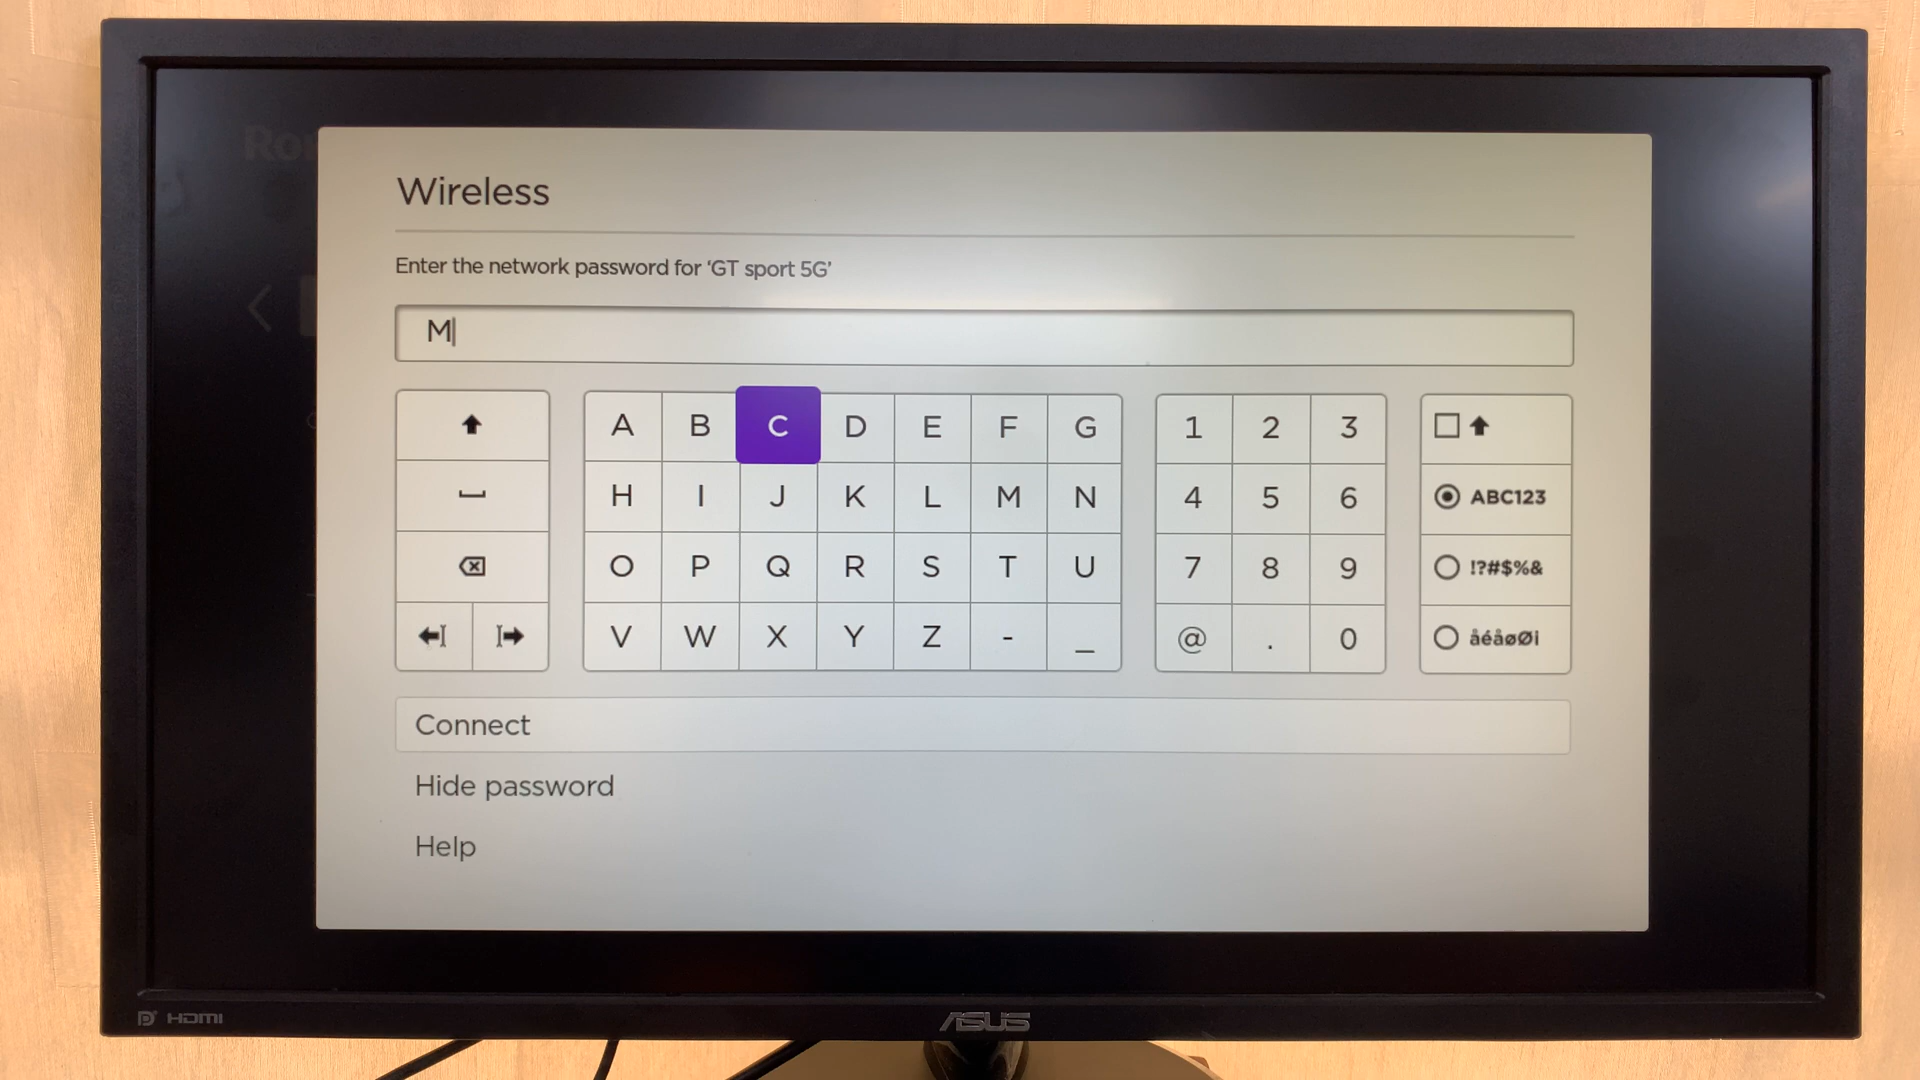 Wireless
Enter the network password for ‘GT sport 5G’
M
A B C D E F G 1 2 3
H I J K L M N 4 5 6 ABC123
O P Q R S T U 7 8 9 !?#$%&
V W X Y Z - _ @ . 0 åéåøØi
Connect
Hide password
Help
HDMI
ASUS